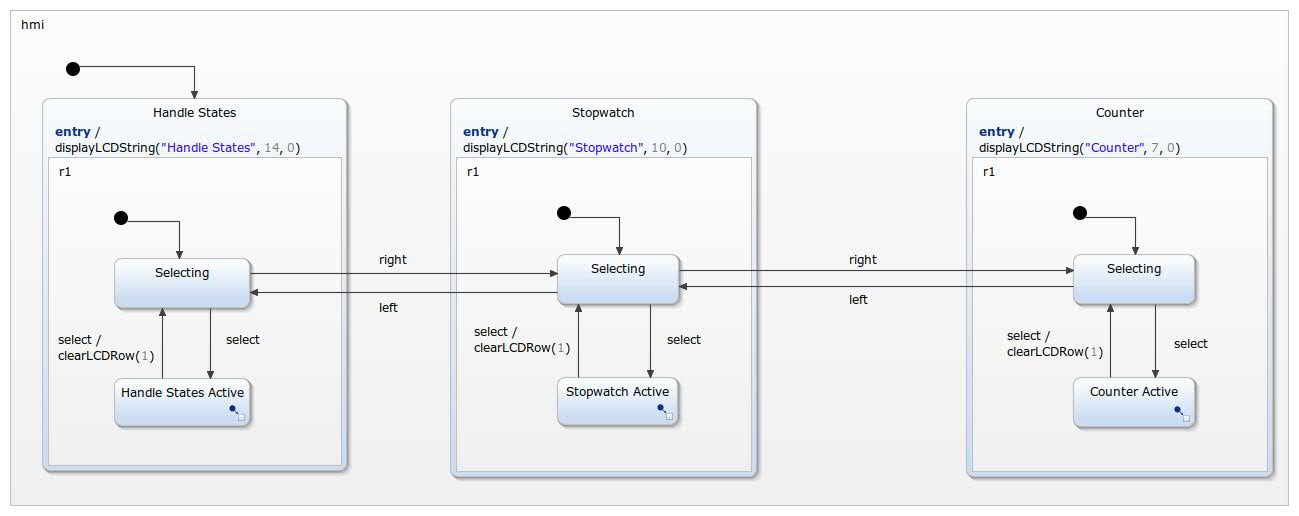 hmi
Handle States
entry /
displayLCDString("Handle States", 14, 0)
r1
Selecting
select /
clearLCDRow(1)
select
Handle States Active
right
left
Stopwatch
entry /
displayLCDString("Stopwatch", 10, 0)
r1
Selecting
select /
clearLCDRow(1)
select
Stopwatch Active
right
left
Counter
entry /
displayLCDString("Counter", 7, 0)
r1
Selecting
select /
clearLCDRow(1)
select
Counter Active